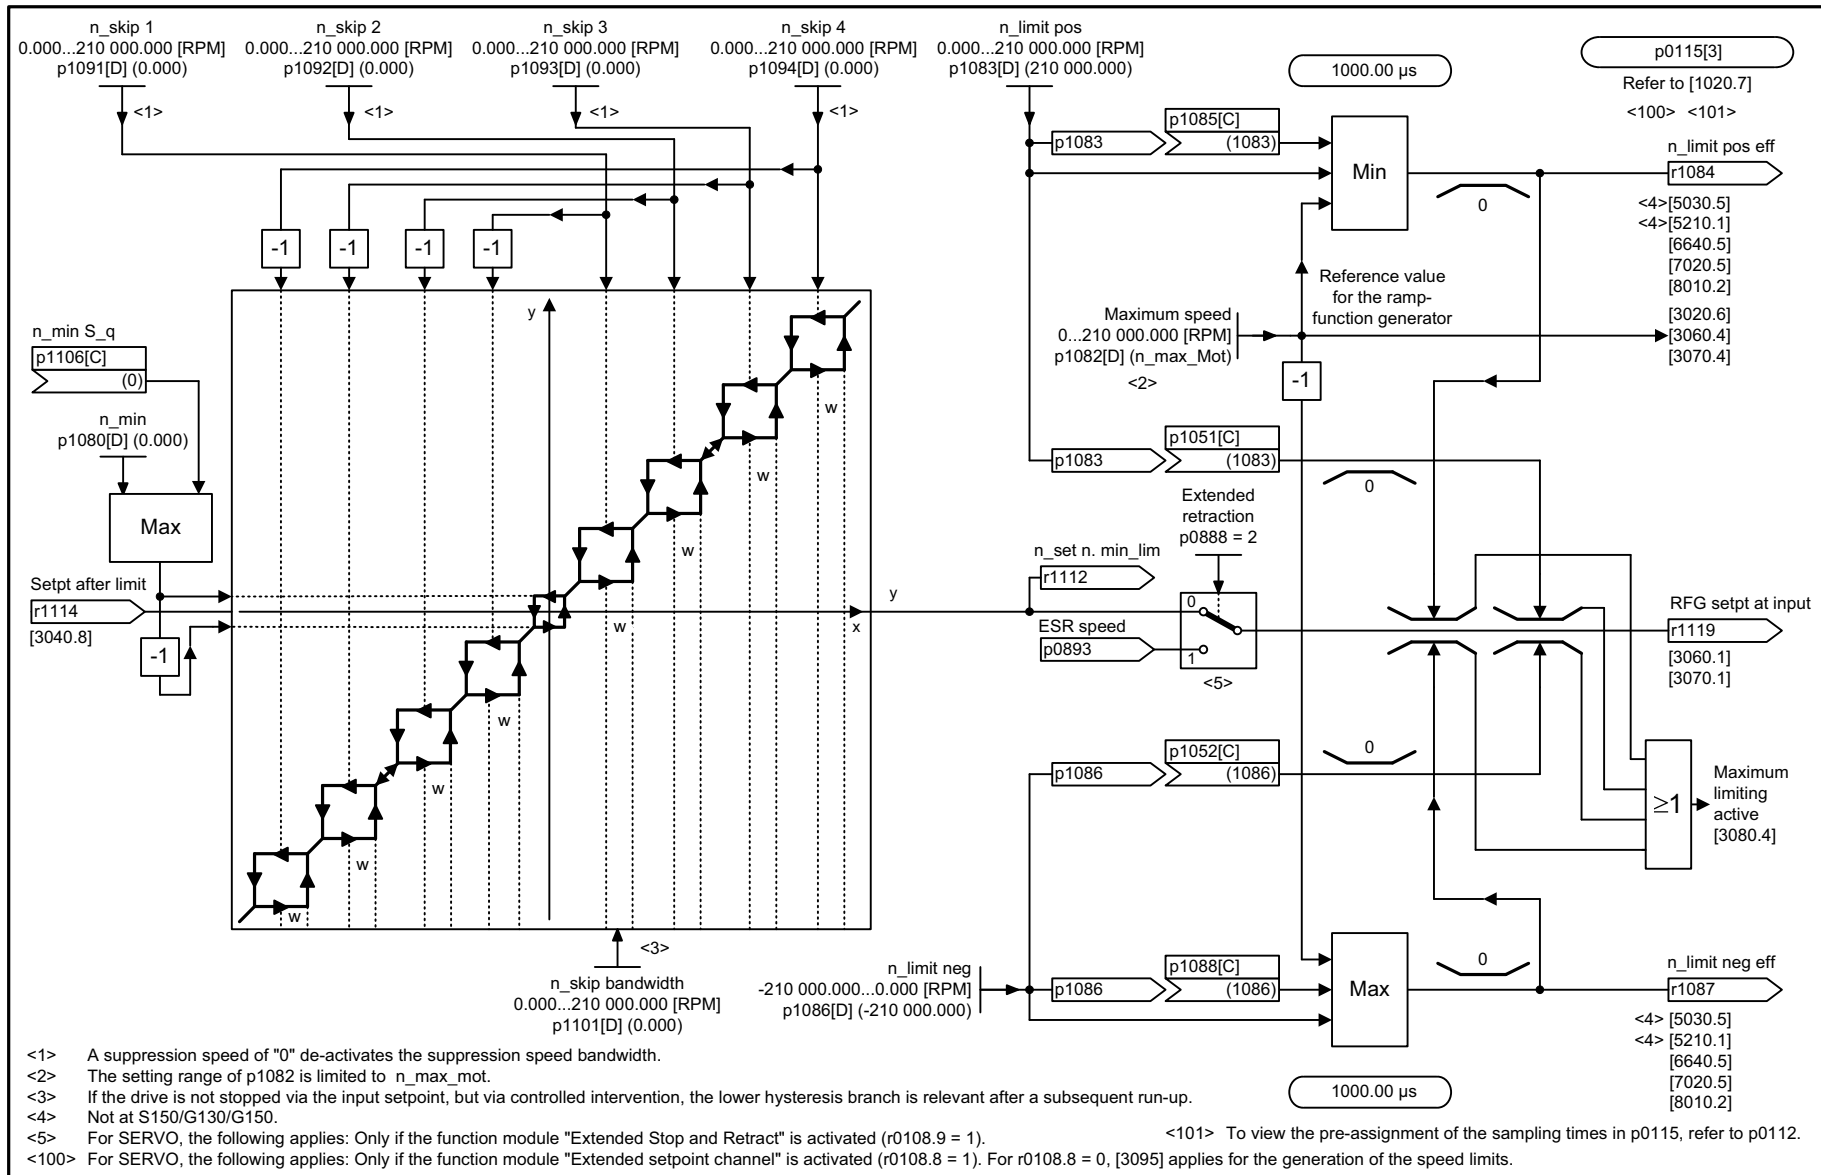 n_skip 1
0.000...210 000.000 [RPM]
p1091[D] (0.000)
<1>
n_skip 2
0.000...210 000.000 [RPM]
p1092[D] (0.000)
n_skip 3
0.000...210 000.000 [RPM]
p1093[D] (0.000)
<1>
n_skip 4
0.000...210 000.000 [RPM]
p1094[D] (0.000)
<1>
n_limit pos
0.000...210 000.000 [RPM]
p1083[D] (210 000.000)
1000.00 µs
p0115[3]
Refer to [1020.7]
<100> <101>
p1083
p1085[C]
(1083)
Min
0
n_limit pos eff
r1084
<4>[5030.5]
<4>[5210.1]
[6640.5]
[7020.5]
[8010.2]
[3020.6]
[3060.4]
[3070.4]
-1
-1
-1
-1
Reference value
for the ramp-
function generator
Maximum speed
0...210 000.000 [RPM]
p1082[D] (n_max_Mot)
<2>
-1
y
n_min S_q
p1106[C]
(0)
n_min
p1080[D] (0.000)
Max
Setpt after limit
r1114
[3040.8]
-1
w
w
w
w
w
w
w
w
x
y
p1083
p1051[C]
(1083)
0
Extended
retraction
p0888 = 2
n_set n. min_lim
r1112
ESR speed
p0893
0
1
<5>
RFG setpt at input
r1119
[3060.1]
[3070.1]
p1086
p1052[C]
(1086)
0
≥1
Maximum
limiting
active
[3080.4]
<3>
n_skip bandwidth
0.000...210 000.000 [RPM]
p1101[D] (0.000)
n_limit neg
-210 000.000...0.000 [RPM]
p1086[D] (-210 000.000)
p1086
p1088[C]
(1086)
Max
0
n_limit neg eff
r1087
<4> [5030.5]
<4> [5210.1]
[6640.5]
[7020.5]
[8010.2]
1000.00 µs
<1> A suppression speed of "0" de-activates the suppression speed bandwidth.
<2> The setting range of p1082 is limited to n_max_mot.
<3> If the drive is not stopped via the input setpoint, but via controlled intervention, the lower hysteresis branch is relevant after a subsequent run-up.
<4> Not at S150/G130/G150.
<5> For SERVO, the following applies: Only if the function module "Extended Stop and Retract" is activated (r0108.9 = 1).
<101> To view the pre-assignment of the sampling times in p0115, refer to p0112.
<100> For SERVO, the following applies: Only if the function module "Extended setpoint channel" is activated (r0108.8 = 1). For r0108.8 = 0, [3095] applies for the generation of the speed limits.